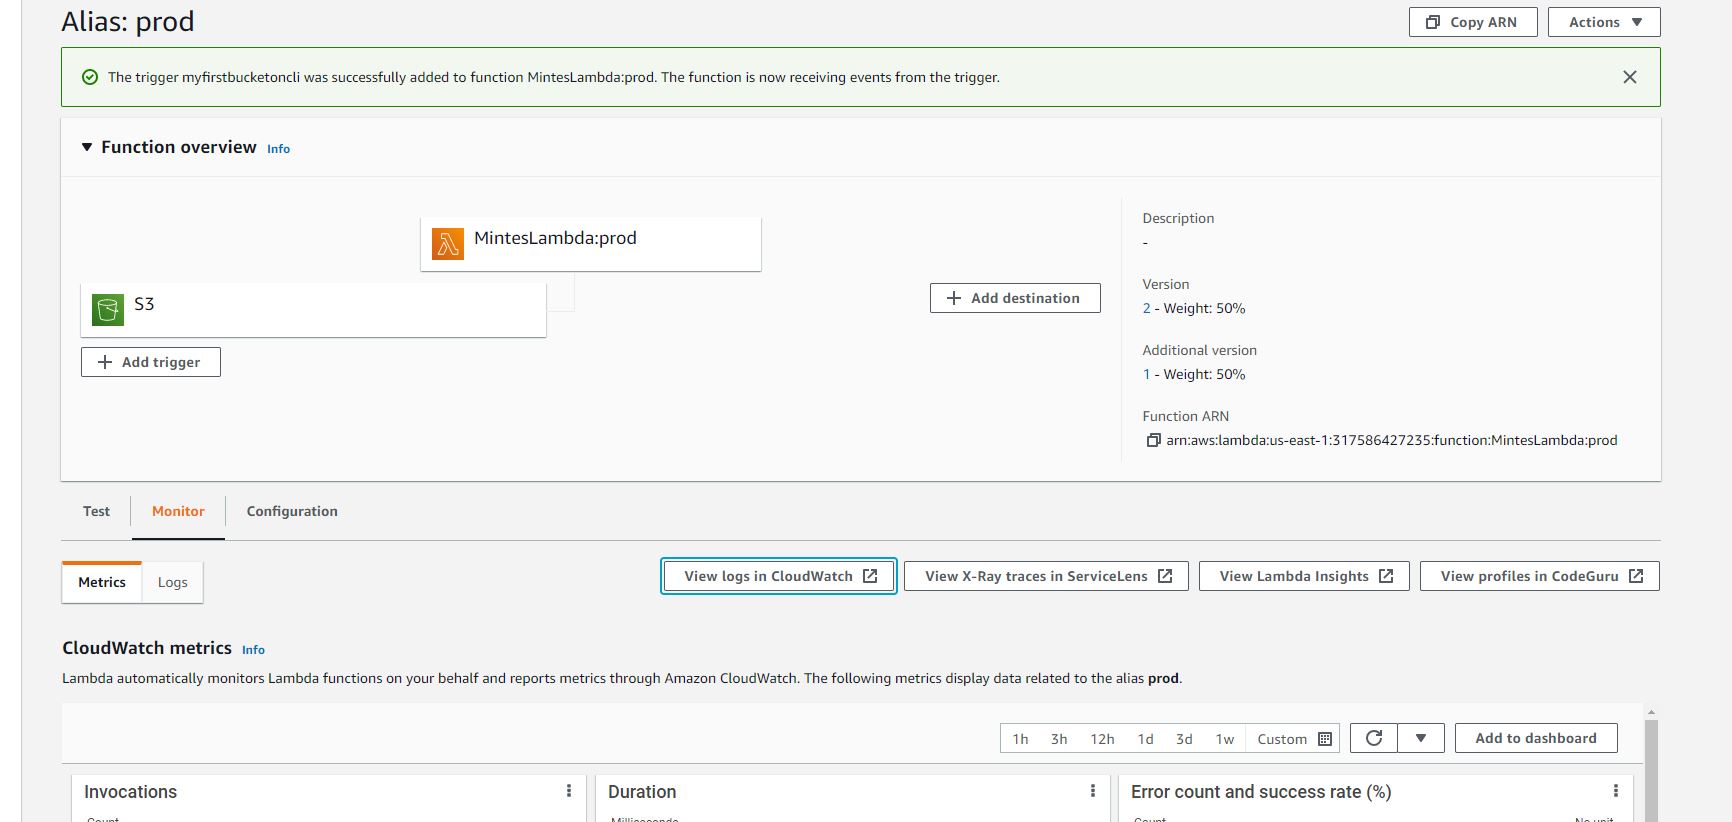 Alias: prod
Copy ARN
Actions
The trigger myfirstbucketoncli was successfully added to function MintesLambda:prod. The function is now receiving events from the trigger.
Function overview Info
MintesLambda:prod
S3
Add trigger
Add destination
Description
-
Version
2 - Weight: 50%
Additional version
1 - Weight: 50%
Function ARN
arn:aws:lambda:us-east-1:317586427235:function:MintesLambda:prod
Test Monitor Configuration
Metrics Logs
View logs in CloudWatch
View X-Ray traces in ServiceLens
View Lambda Insights
View profiles in CodeGuru
CloudWatch metrics Info
Lambda automatically monitors Lambda functions on your behalf and reports metrics through Amazon CloudWatch. The following metrics display data related to the alias prod.
1h 3h 12h 1d 3d 1w Custom
Add to dashboard
Invocations
Count
Duration
Milliseconds
Error count and success rate (%)
Count No unit